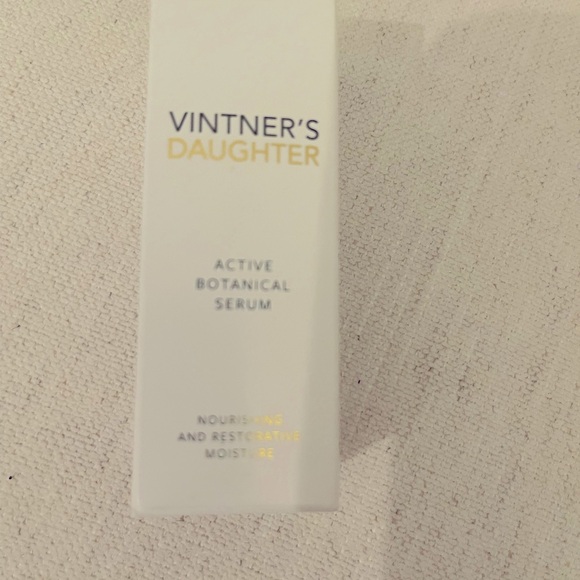 VINTNER'S
DAUGHTER
ACTIVE
BOTANICAL
SERUM
NOURISHING
AND RESTORATIVE
MOISTURE